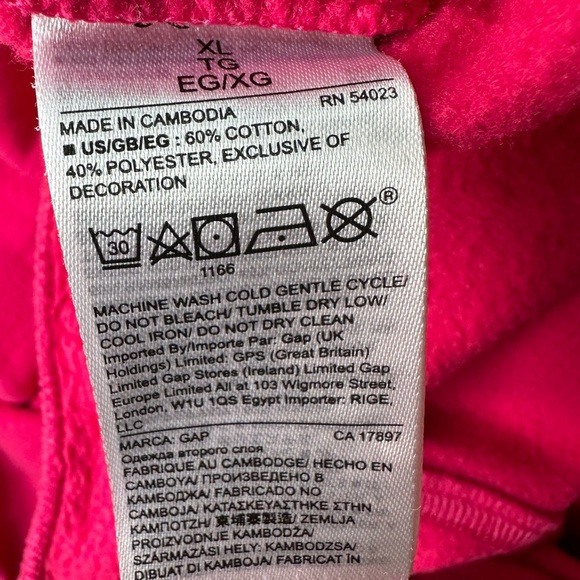 XL
TG
EG/XG
RN 54023
MADE IN CAMBODIA
■ US/GB/EG : 60% COTTON,
40% POLYESTER, EXCLUSIVE OF
DECORATION
30
®
1166
MACHINE WASH COLD GENTLE CYCLE/
DO NOT BLEACH/ TUMBLE DRY LOW/
COOL IRON/ DO NOT DRY CLEAN
Imported By/Importe Par: Gap (UK
Holdings) Limited: GPS (Great Britain)
Limited Gap Stores (Ireland) Limited Gap
Europe Limited All at 103 Wigmore Street,
London, W1U 1QS Egypt Importer: RIGE,
LLC
MARCA: GAP
CA 17897
Одежда второго слоя
FABRIQUE AU CAMBODGE/ HECHO EN
CAMBOYA/ ПРОИЗВЕДЕНО В
КАМБОДЖА/ FABRICADO NO
CAMBOJA/ ΚΑΤΑΣΚΕΥΑΣΤΗΚΕ ΣΤΗΝ
ΚΑΜΠΟΤΖΗ/ 柬埔寨製造/ ZEMLJA
PROIZVODNJE KAMBODŽA/
SZÁRMAZÁSI HELY: KAMBODZSA/
DIBUAT DI KAMBOJA/ FABBRICATO IN